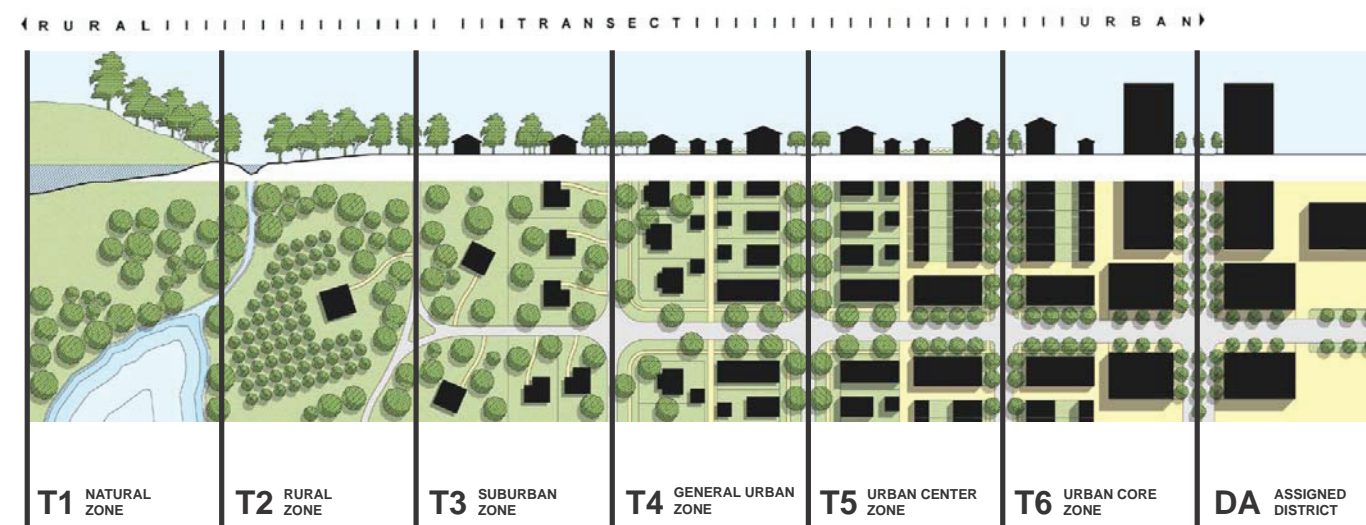 RURAL I I I I I I I I I I I I I I I I I I I TRANSECT I I I I I I I I I I I I I I I I I I I I URBAN
T1 NATURAL
ZONE
T2 RURAL
ZONE
T3 SUBURBAN
ZONE
T4 GENERAL URBAN
ZONE
T5 URBAN CENTER
ZONE
T6 URBAN CORE
ZONE
DA ASSIGNED
DISTRICT